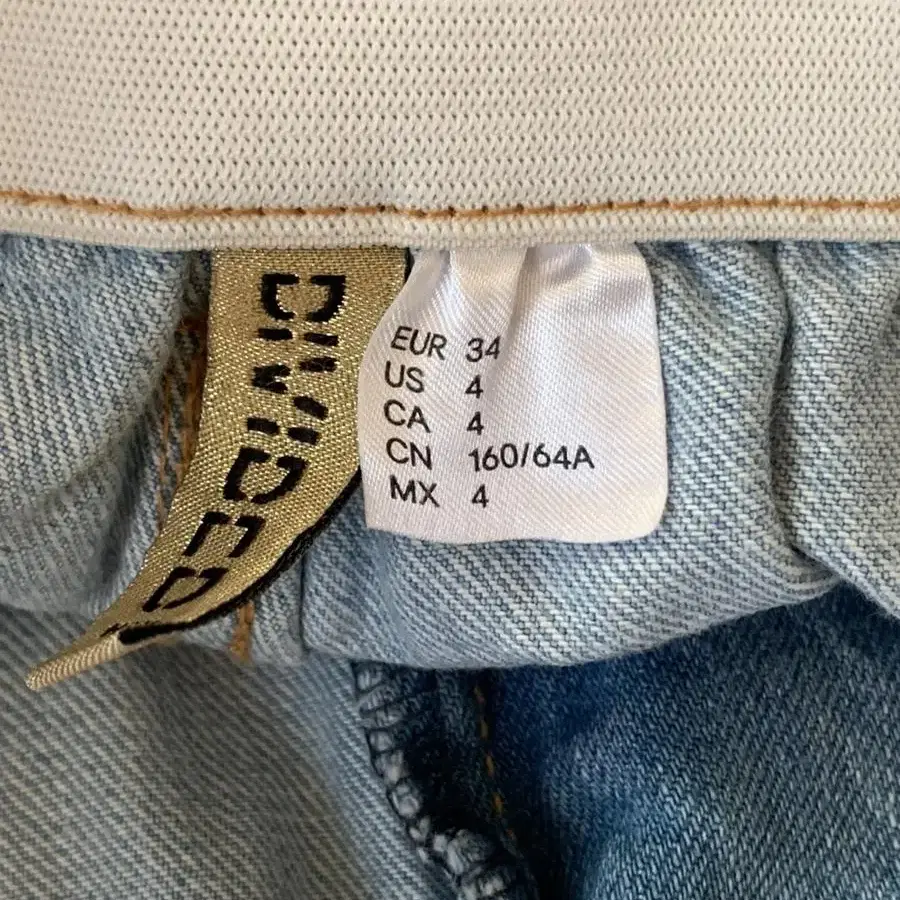 DIVIDED
EUR 34
US 4
CA 4
CN 160/64A
MX 4